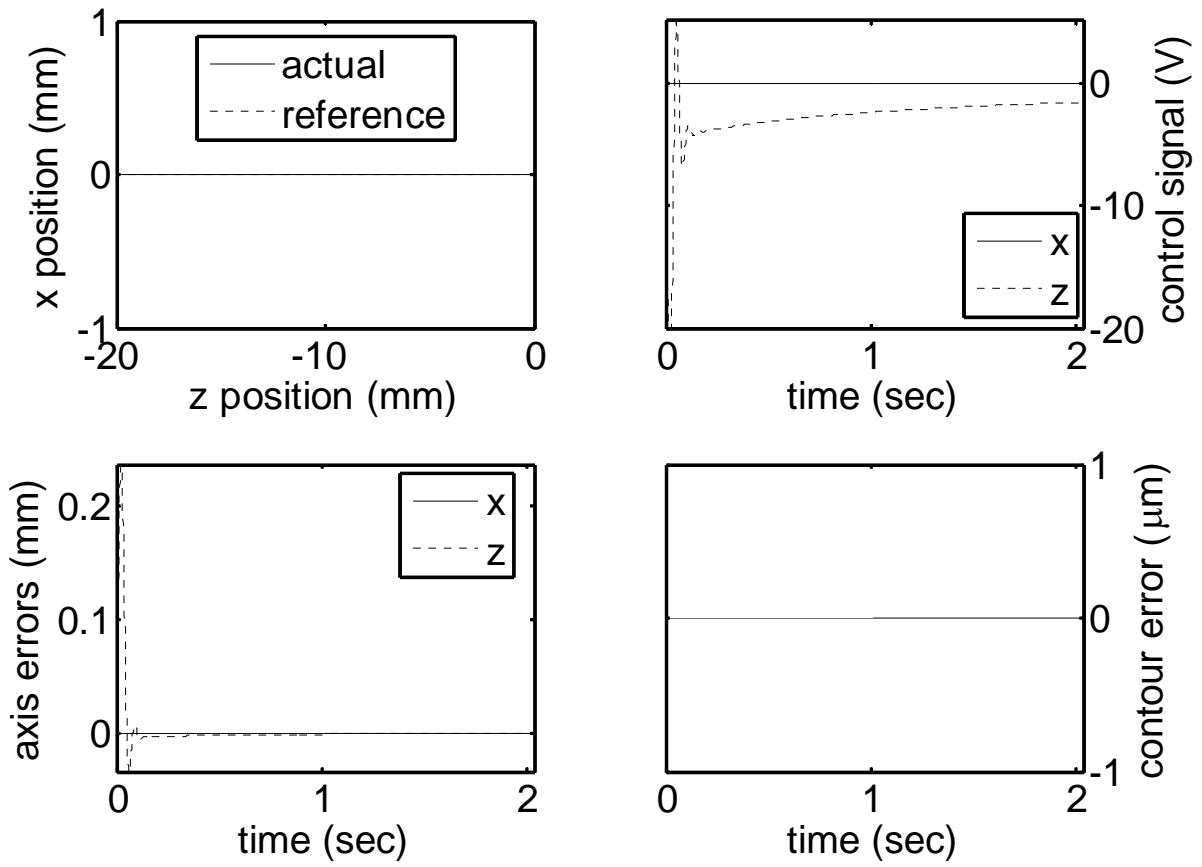 x position (mm)
1
0
-1
actual
reference
-20
-10
0
z position (mm)
control signal (V)
0
-10
-20
x
z
0
1
2
time (sec)
axis errors (mm)
0.2
0.1
0
x
z
0
1
2
time (sec)
contour error (μm)
1
0
-1
0
1
2
time (sec)